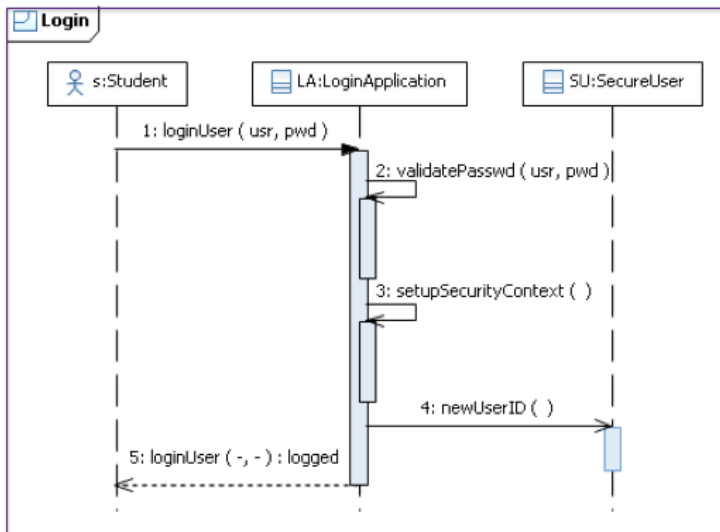 Login
s:Student
LA:LoginApplication
SU:SecureUser
1: loginUser ( usr, pwd )
2: validatePasswd ( usr, pwd )
3: setupSecurityContext ( )
4: newUserID ( )
5: loginUser ( -, - ) : logged